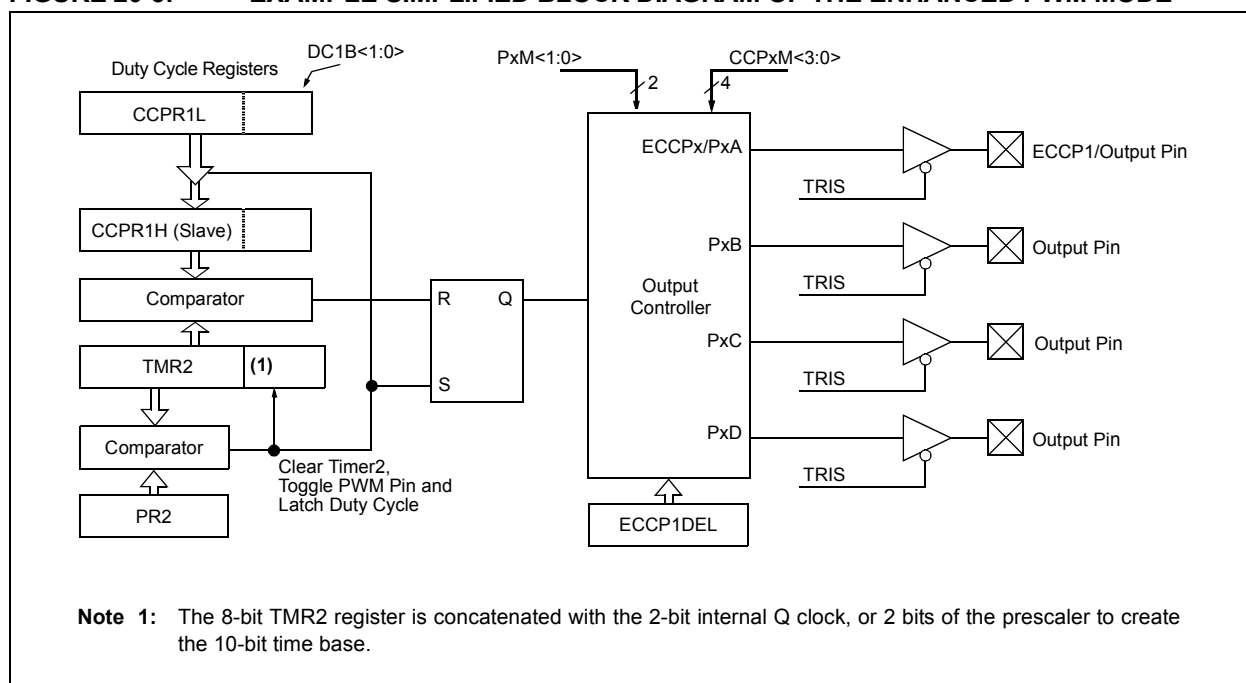 FIGURE 20-3: EXAMPLE SIMPLIFIED BLOCK DIAGRAM OF THE ENHANCED PWM MODE
Duty Cycle Registers
DC1B<1:0>
CCPR1L
CCPR1H (Slave)
Comparator
TMR2
(1)
Comparator
PR2
Clear Timer2,
Toggle PWM Pin and
Latch Duty Cycle
R
Q
S
PxM<1:0>
2
CCPxM<3:0>
4
Output
Controller
ECCPx/PxA
PxB
PxC
PxD
ECCP1DEL
TRIS
ECCP1/Output Pin
TRIS
Output Pin
TRIS
Output Pin
TRIS
Output Pin
Note 1: The 8-bit TMR2 register is concatenated with the 2-bit internal Q clock, or 2 bits of the prescaler to create
the 10-bit time base.